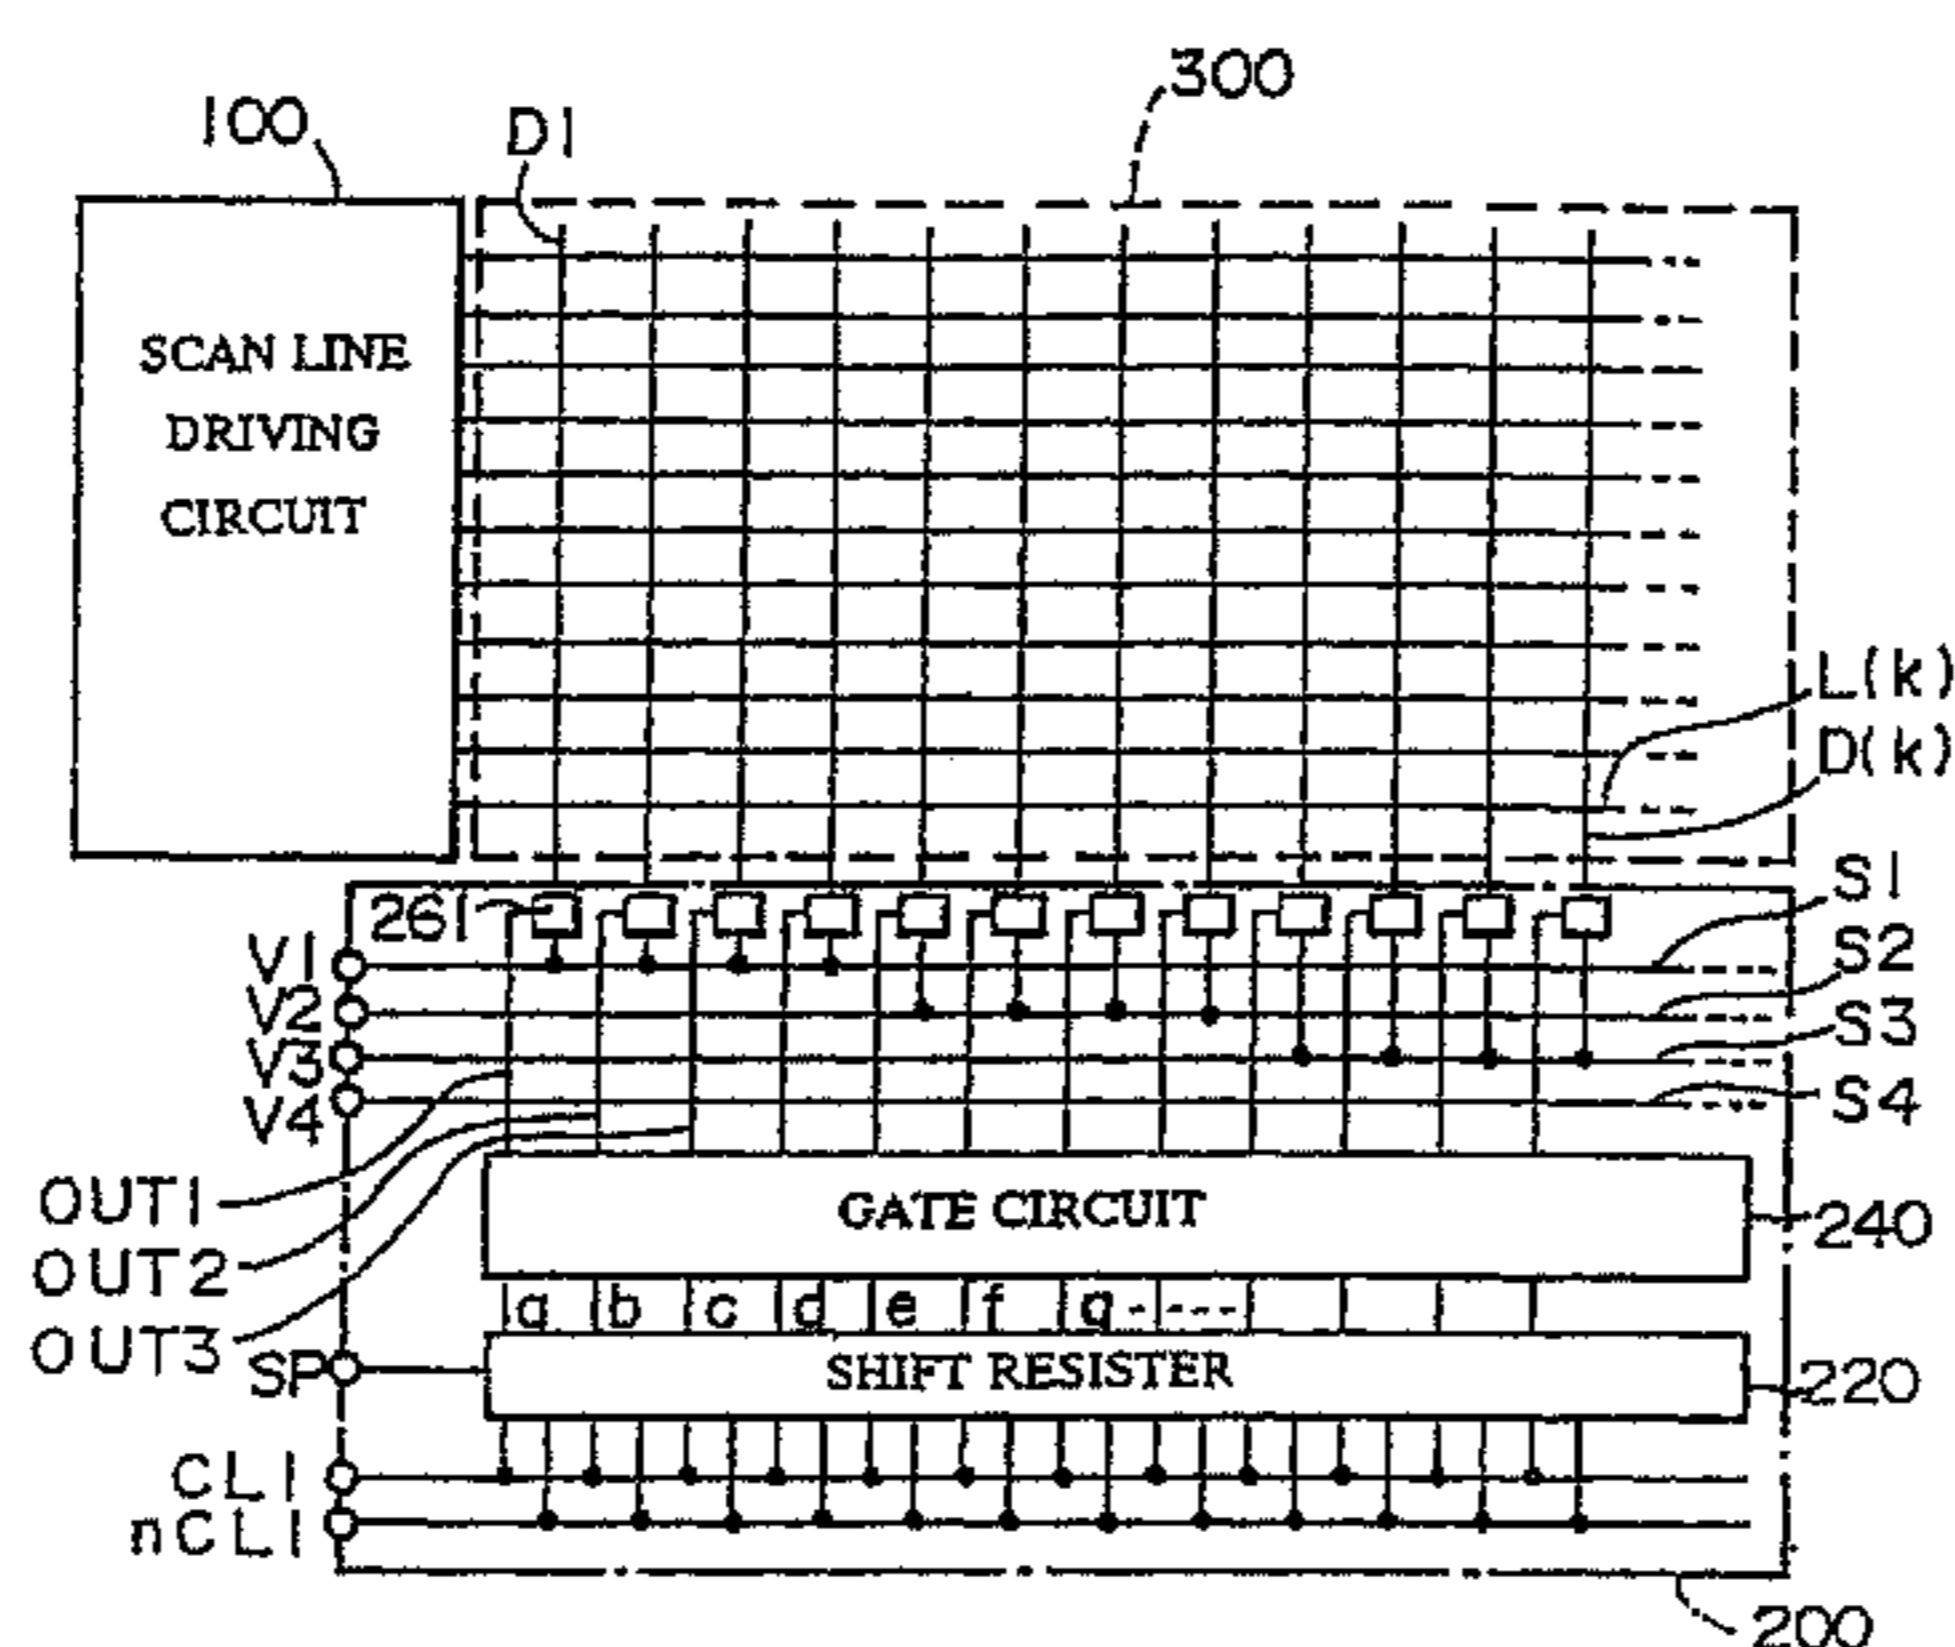 300
100
D1
SCAN LINE
DRIVING
CIRCUIT
L(k)
D(k)
261
S1
V1
S2
V2
S3
V3
S4
V4
OUT1
GATE CIRCUIT
240
OUT2
a b c d e f g
OUT3
SP
SHIFT RESISTER
220
CL1
nCL1
200